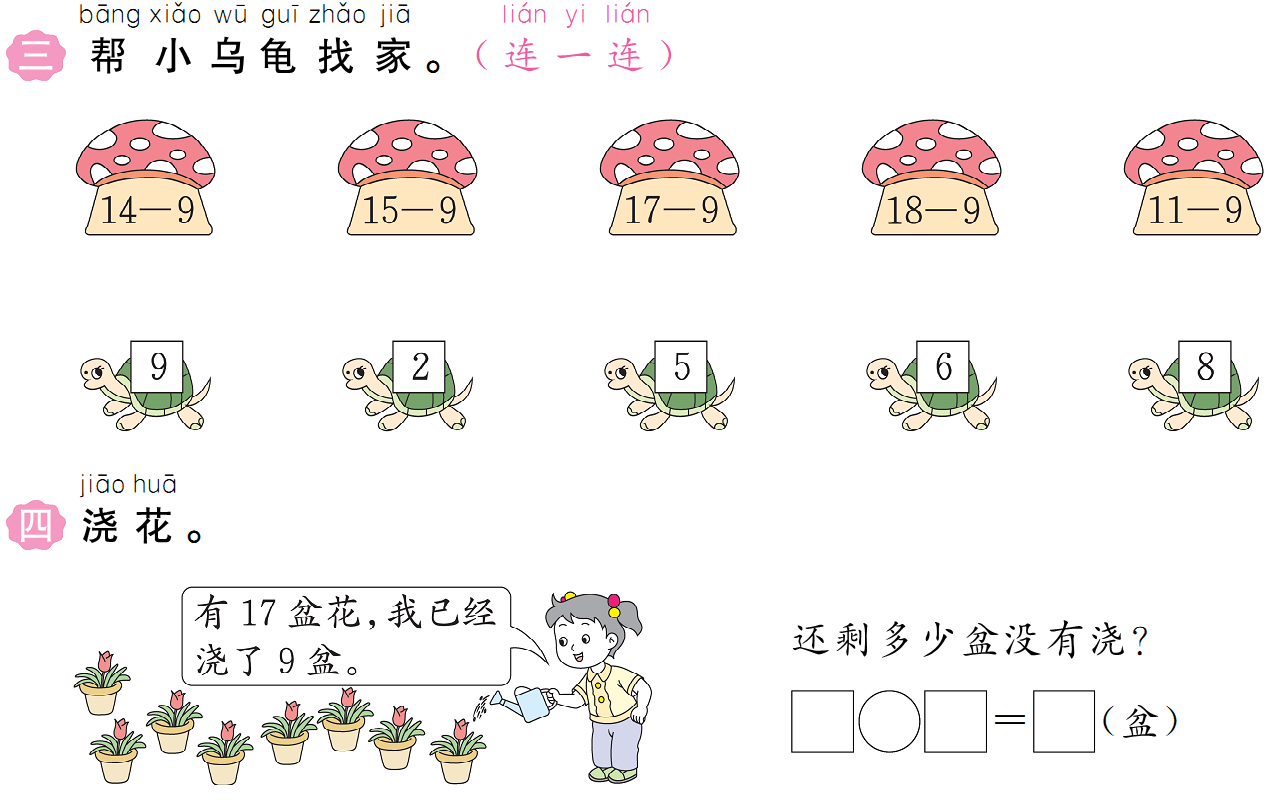 bāng xiǎo wū guī zhǎo jiā lián yi lián
三 帮小乌龟找家。（连一连）
14－9 15－9 17－9 18－9 11－9
9 2 5 6 8
jiāo huā
四 浇花。
有 17 盆花，我已经
浇了 9 盆。
还剩多少盆没有浇？
□○□＝□（盆）